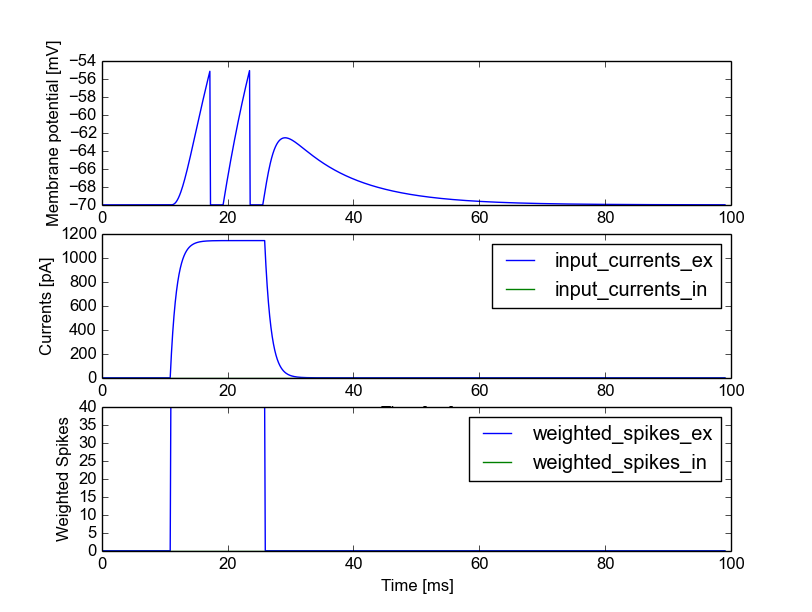 Membrane potential [mV]
−54
−56
−58
−60
−62
−64
−66
−68
−70
0 20 40 60 80 100
Currents [pA]
1200
1000
800
600
400
200
0
input_currents_ex
input_currents_in
0 20 40 60 80 100
Weighted Spikes
40
35
30
25
20
15
10
5
0
weighted_spikes_ex
weighted_spikes_in
0 20 40 60 80 100
Time [ms]